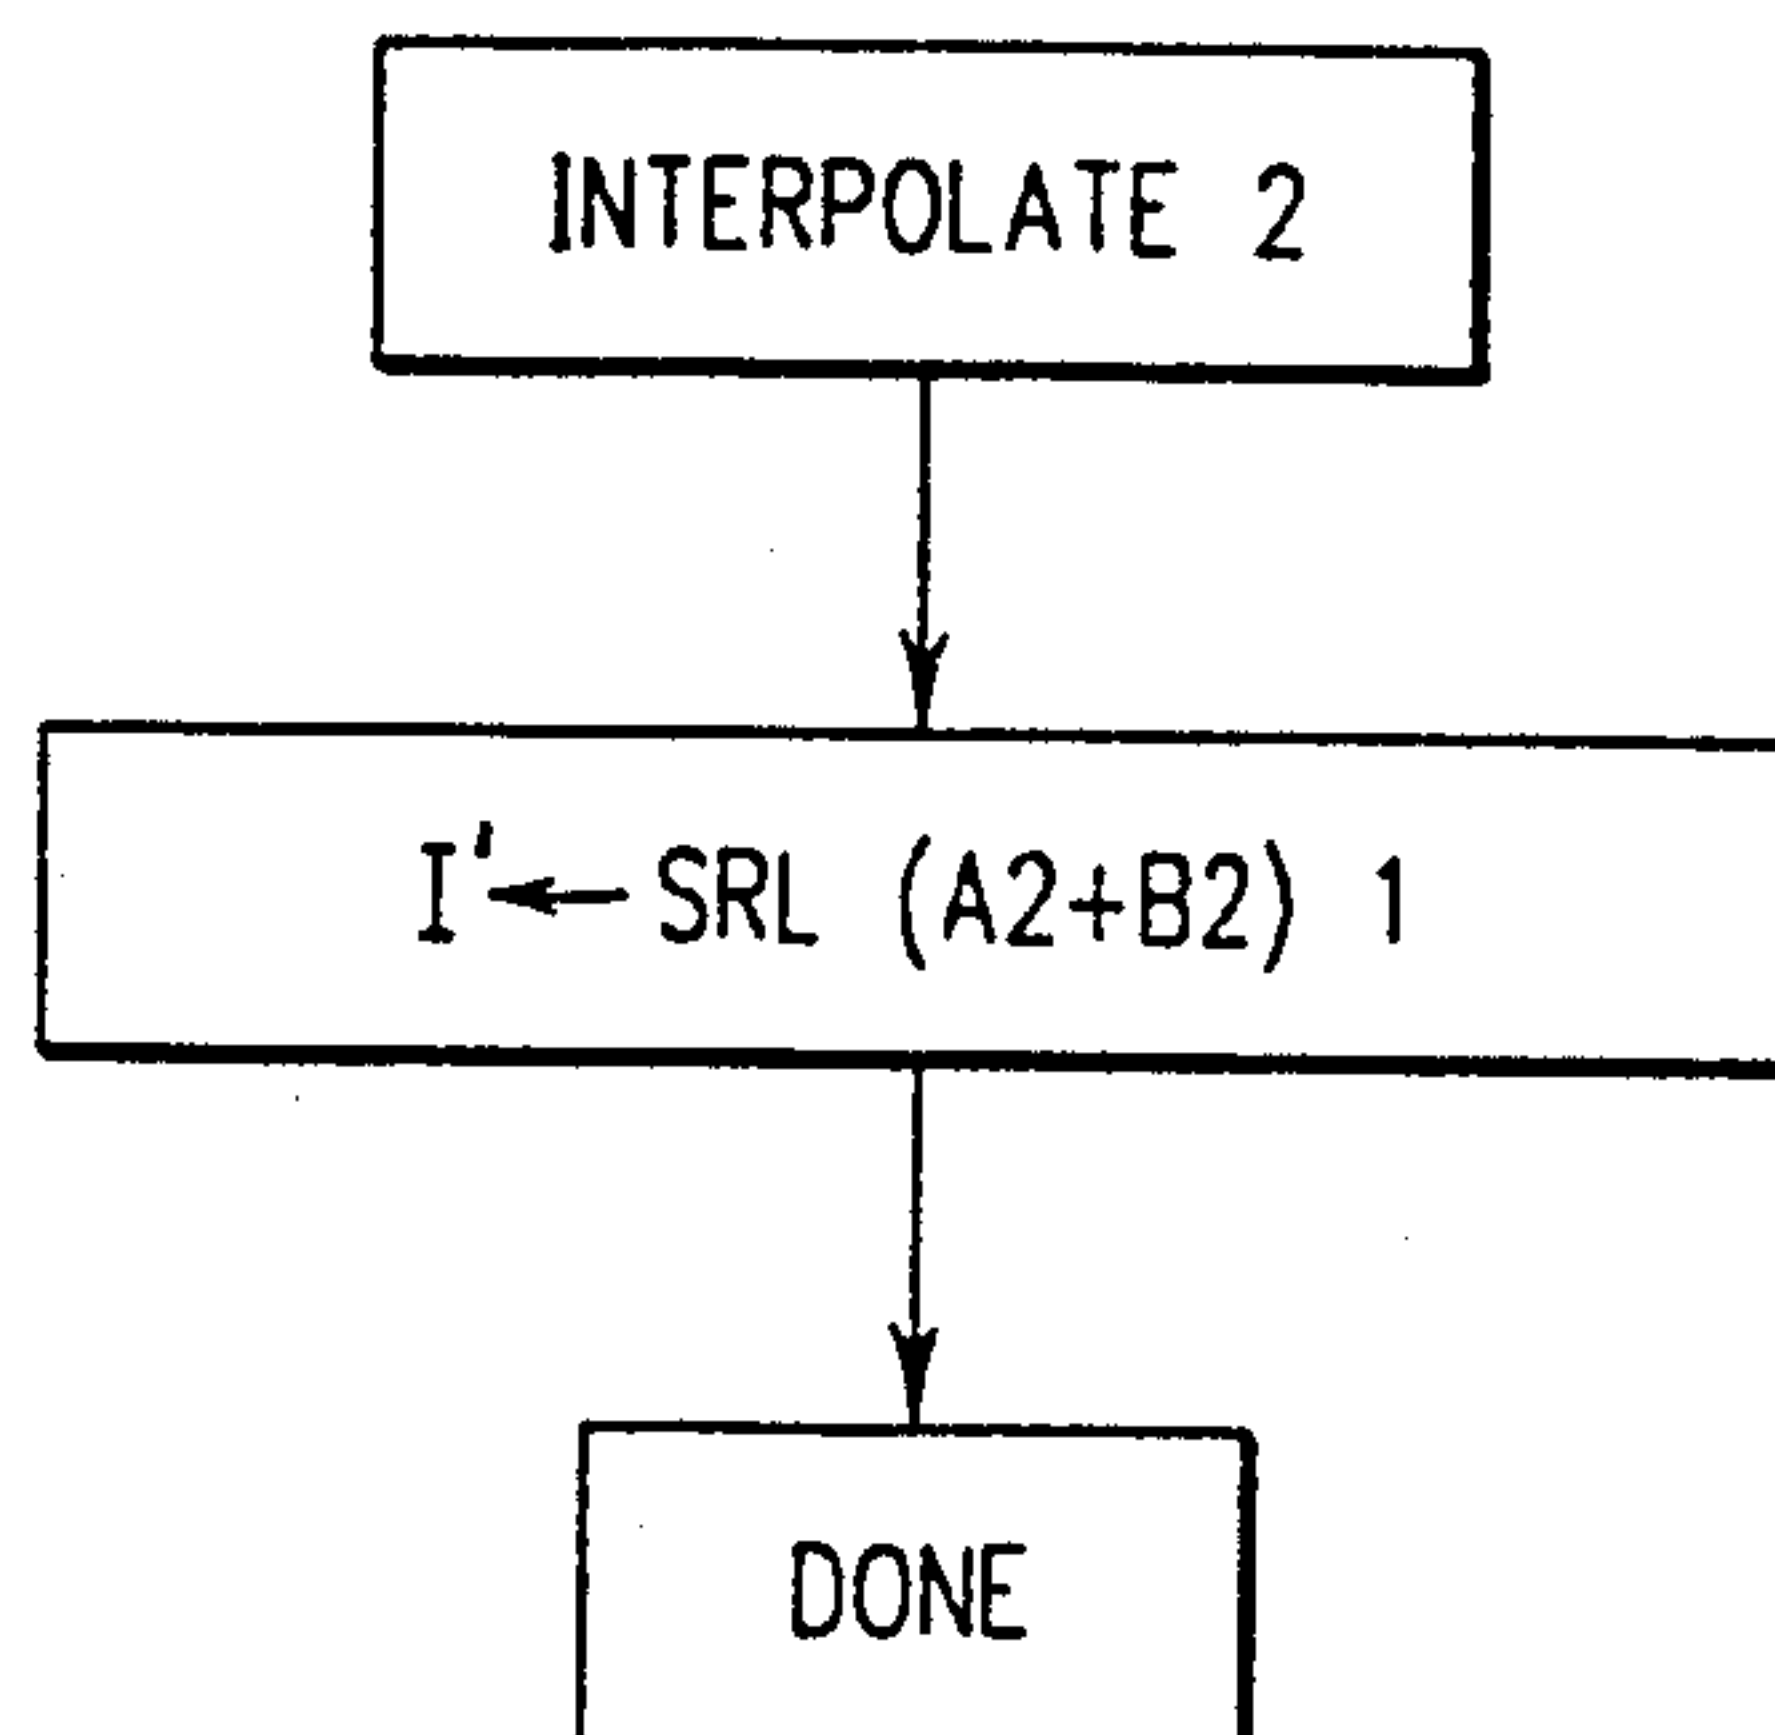 INTERPOLATE 2
I'← SRL (A2+B2) 1
DONE